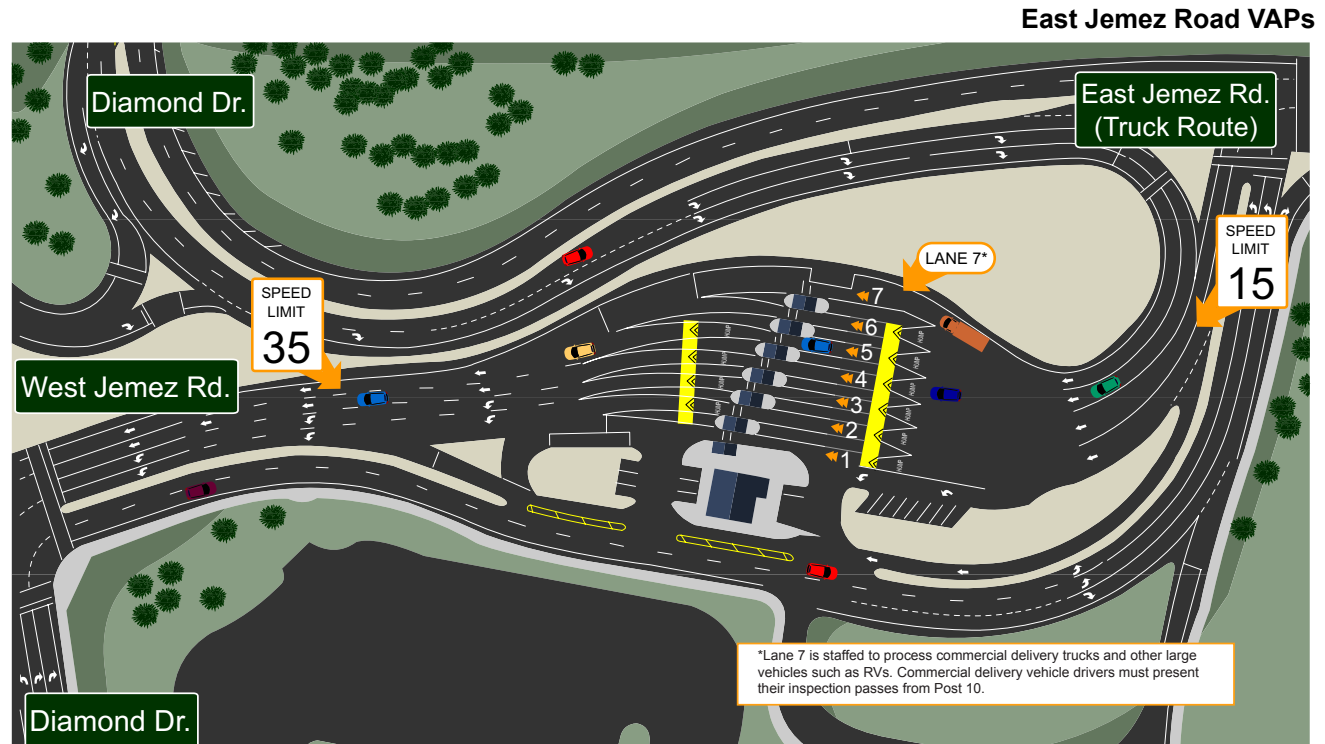 East Jemez Road VAPs
Diamond Dr.
East Jemez Rd.
(Truck Route)
SPEED
LIMIT
15
LANE 7*
SPEED
LIMIT
35
7
6
5
4
3
2
1
West Jemez Rd.
*Lane 7 is staffed to process commercial delivery trucks and other large
vehicles such as RVs. Commercial delivery vehicle drivers must present
their inspection passes from Post 10.
Diamond Dr.